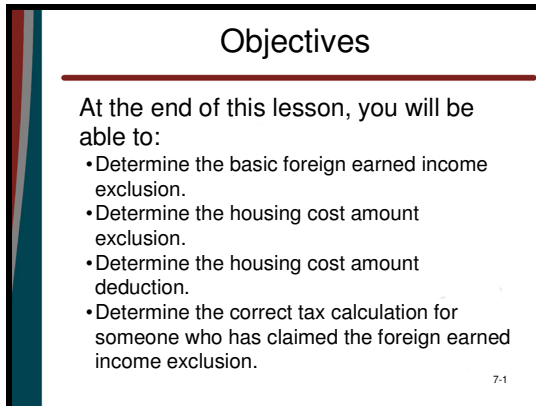 Objectives
At the end of this lesson, you will be
able to:
•Determine the basic foreign earned income
exclusion.
•Determine the housing cost amount
exclusion.
•Determine the housing cost amount
deduction.
•Determine the correct tax calculation for
someone who has claimed the foreign earned
income exclusion.
7-1